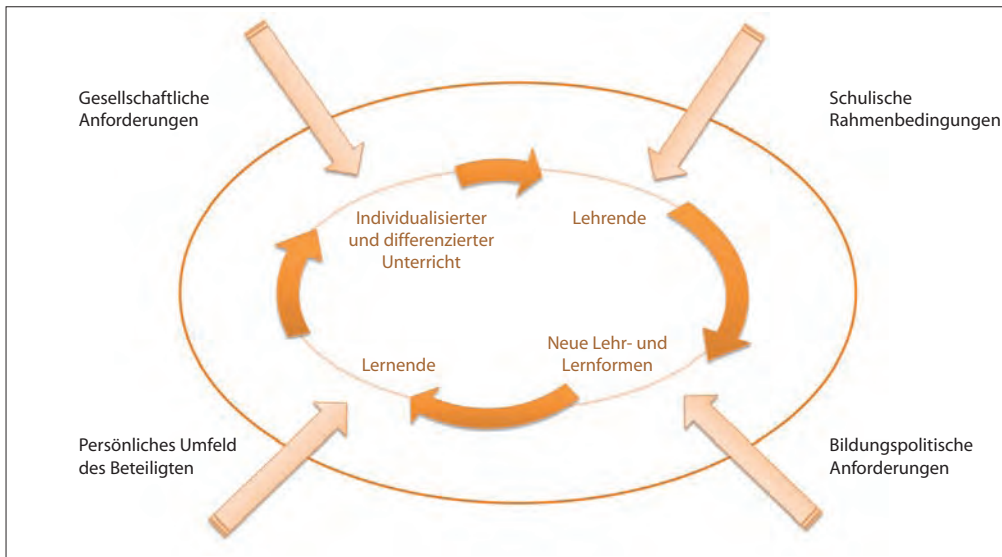 Gesellschaftliche
Anforderungen
Schulische
Rahmenbedingungen
Individualisierter
und differenzierter
Unterricht
Lehrende
Lernende
Neue Lehr- und
Lernformen
Persönliches Umfeld
des Beteiligten
Bildungspolitische
Anforderungen